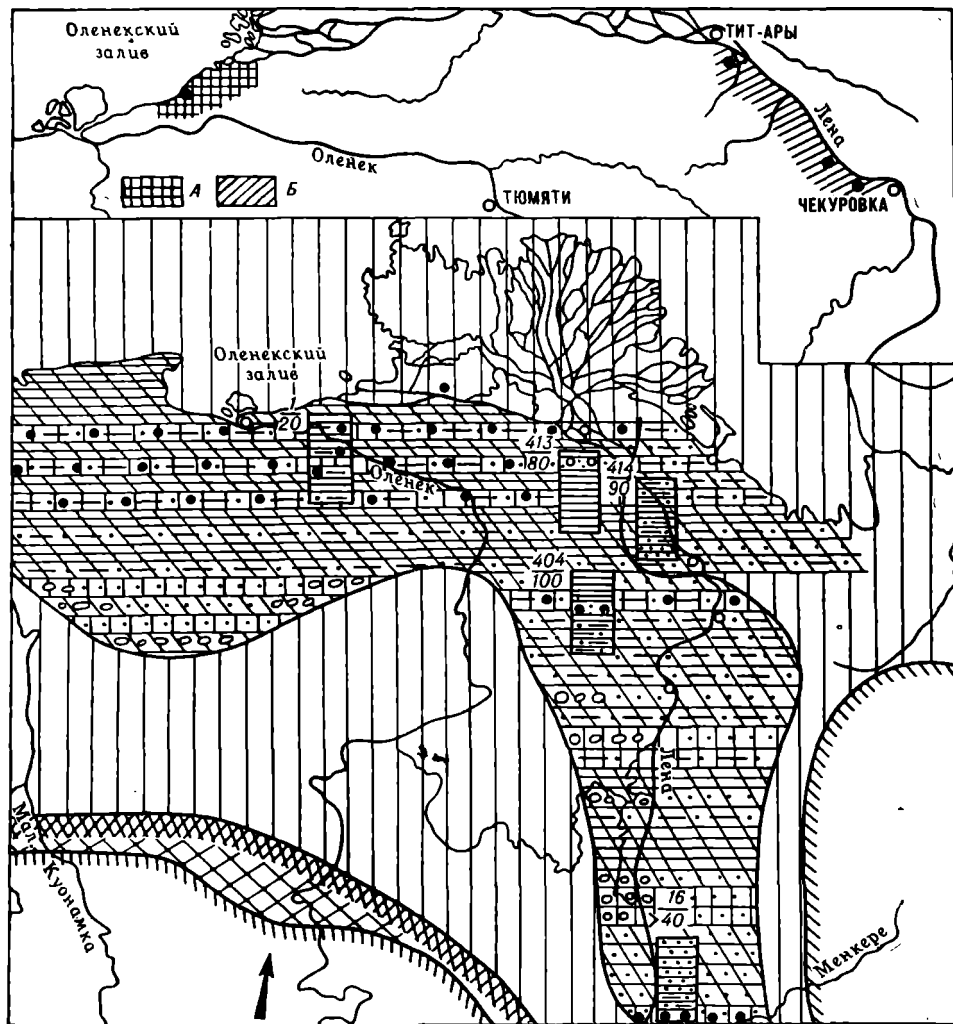 Оленекский
залив
ТИТ-АРЫ
Лена
Оленек
А
Б
ТЮМЯТИ
ЧЕКУРОВКА
Оленекский
залив
1
20
413
80
414
90
Оленек
404
100
Лена
16
>40
Мал. Куонамка
Менкере